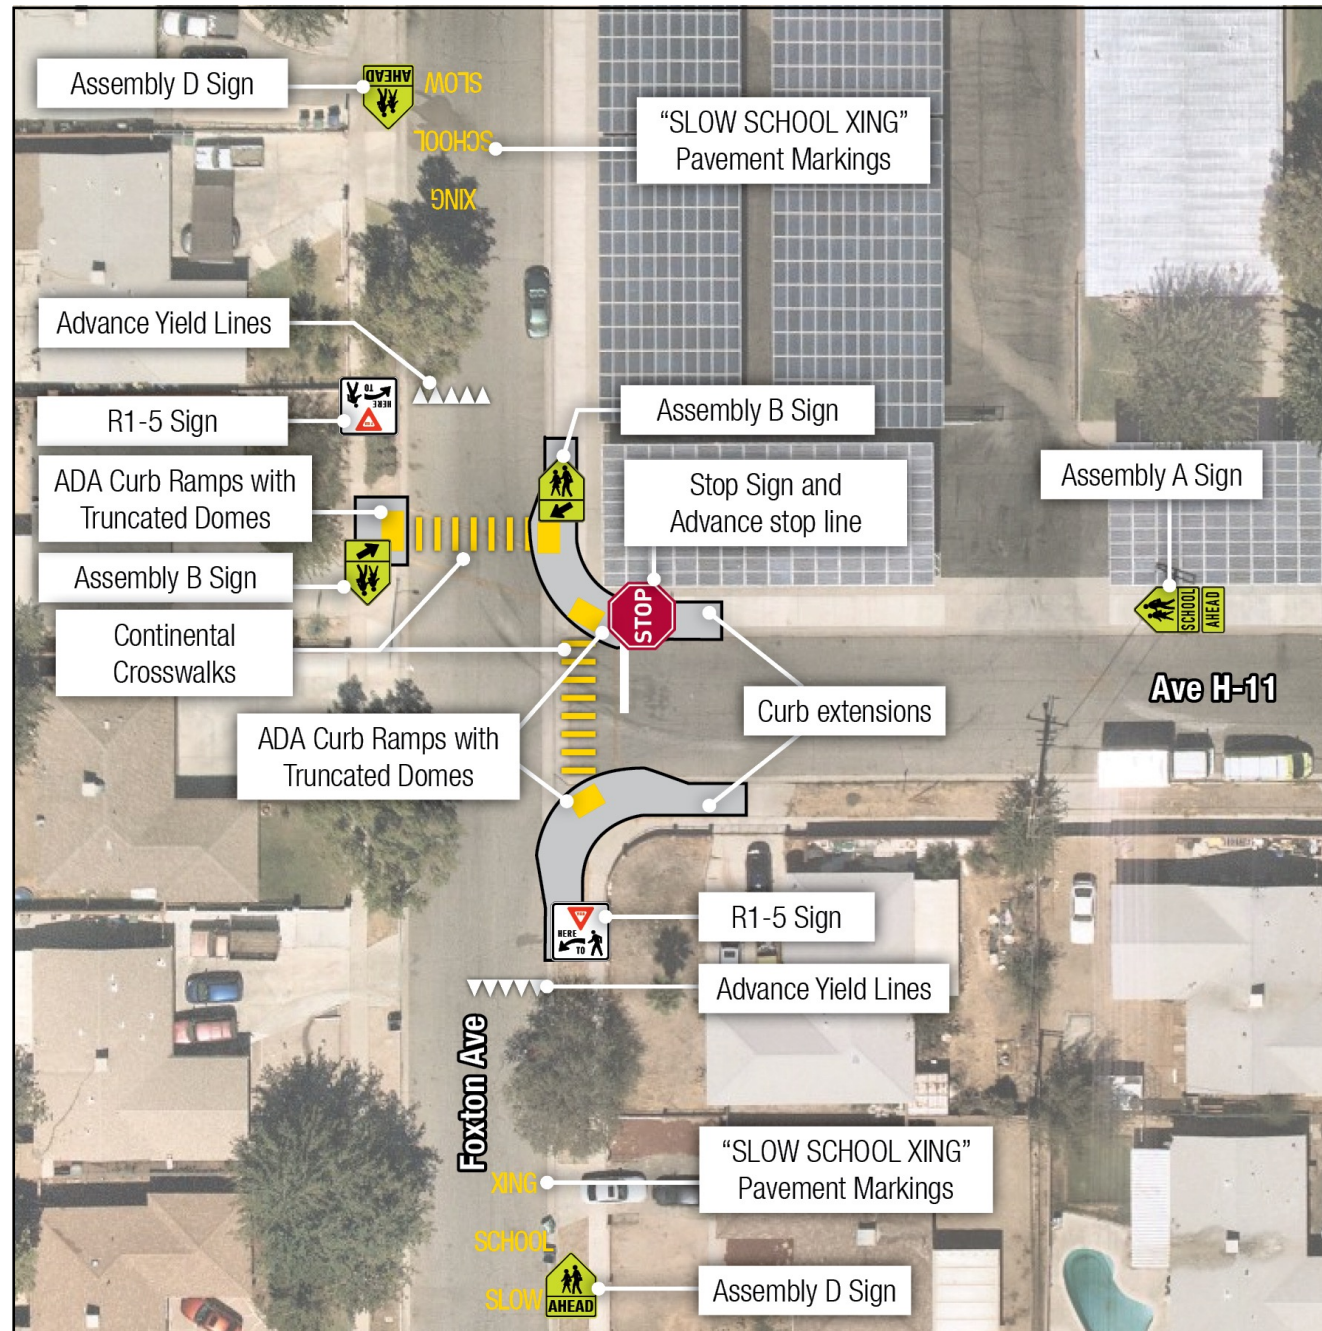 Assembly D Sign
AHEAD
SLOW
SCHOOL
XING
“SLOW SCHOOL XING”
Pavement Markings
Advance Yield Lines
R1-5 Sign
HERE
TO
Assembly B Sign
ADA Curb Ramps with
Truncated Domes
Stop Sign and
Advance stop line
Assembly A Sign
Assembly B Sign
STOP
SCHOOL
AHEAD
Continental
Crosswalks
Ave H-11
ADA Curb Ramps with
Truncated Domes
Curb extensions
R1-5 Sign
HERE
TO
Advance Yield Lines
Foxton Ave
“SLOW SCHOOL XING”
Pavement Markings
XING
SCHOOL
SLOW
AHEAD
Assembly D Sign